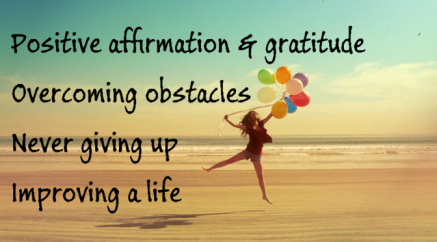 Positive affirmation & gratitude
Overcoming obstacles
Never giving up
Improving a life